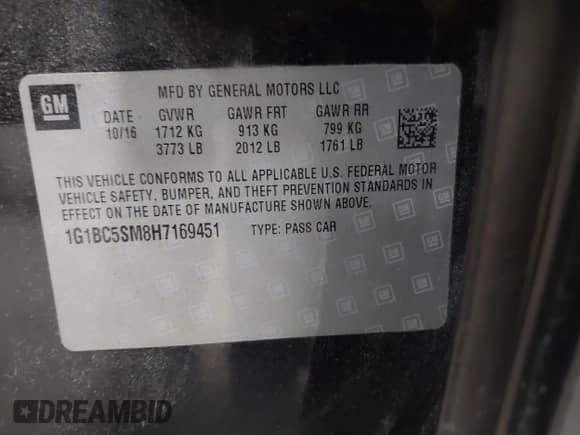 GM
MFD BY GENERAL MOTORS LLC
DATE GVWR GAWR FRT GAWR RR
10/16 1712 KG 913 KG 799 KG
3773 LB 2012 LB 1761 LB
THIS VEHICLE CONFORMS TO ALL APPLICABLE U.S. FEDERAL MOTOR
VEHICLE SAFETY, BUMPER, AND THEFT PREVENTION STANDARDS IN
EFFECT ON THE DATE OF MANUFACTURE SHOWN ABOVE.
1G1BC5SM8H7169451 TYPE: PASS CAR
DREAMBID